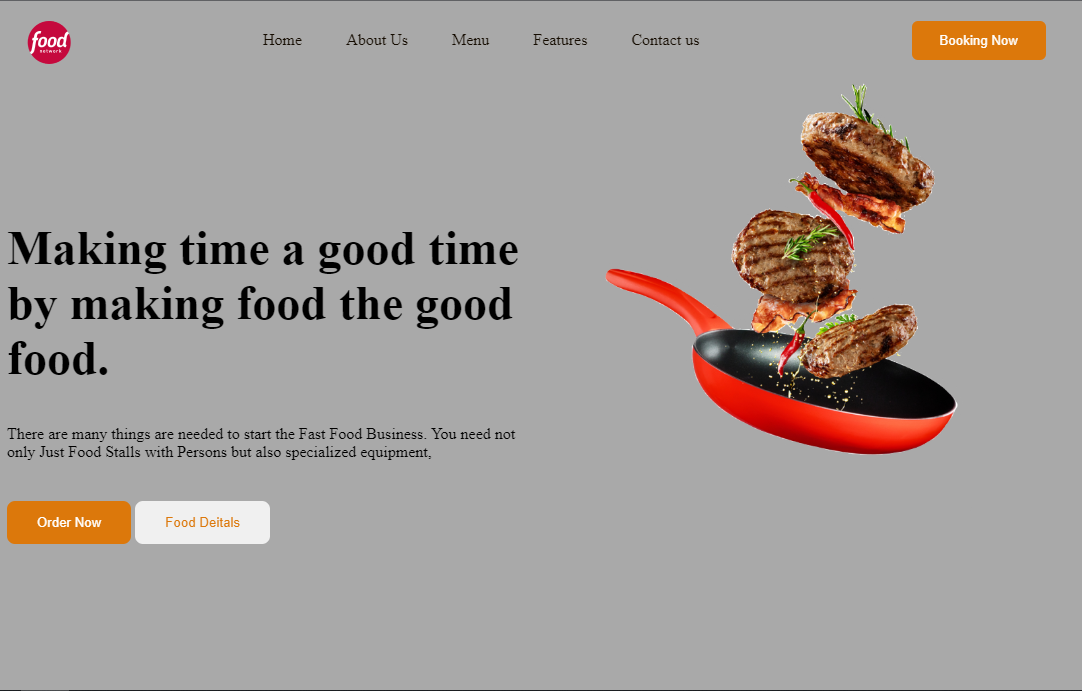 food
network
Home
About Us
Menu
Features
Contact us
Booking Now
Making time a good time
by making food the good
food.
There are many things are needed to start the Fast Food Business. You need not
only Just Food Stalls with Persons but also specialized equipment,
Order Now
Food Deitals